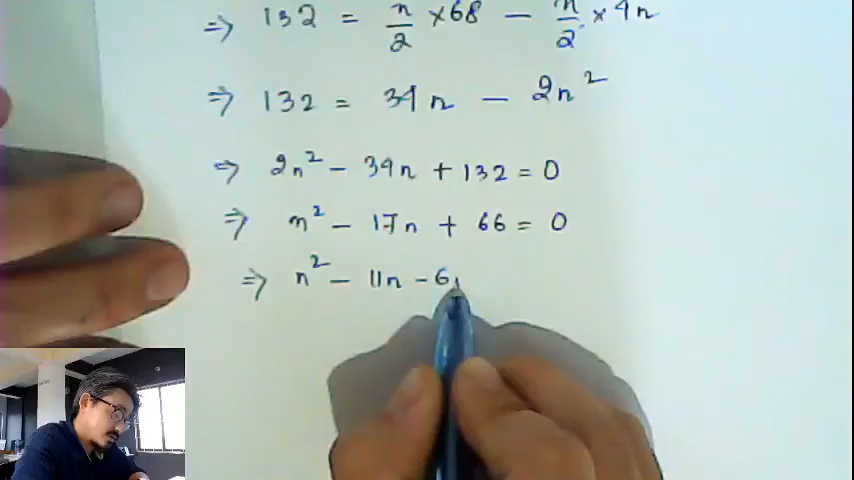 ⇒ 132 = n/2 × 68 − n/2 × 4n
⇒ 132 = 34n − 2n²
⇒ 2n² − 34n + 132 = 0
⇒ n² − 17n + 66 = 0
⇒ n² − 11n − 6